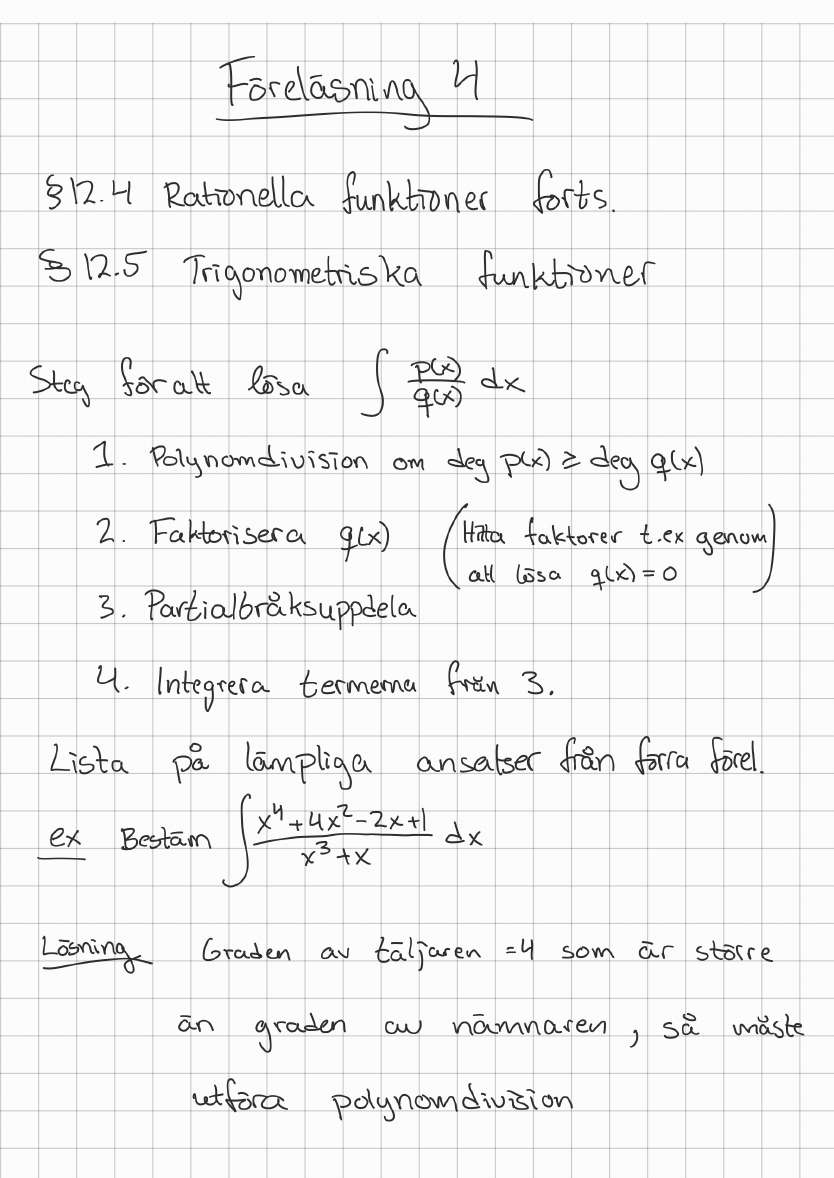 Föreläsning 4
§12.4 Rationella funktioner forts.
§12.5 Trigonometriska funktioner
Steg för att lösa ∫ p(x)/q(x) dx
1. Polynomdivision om deg p(x) ≥ deg q(x)
2. Faktorisera q(x) (Hitta faktorer t.ex genom
att lösa q(x) = 0)
3. Partialbråksuppdela
4. Integrera termerna från 3.
Lista på lämpliga ansatser från förra förel.
ex Bestäm ∫ (x⁴+4x²-2x+1)/(x³+x) dx
Lösning Graden av täljaren =4 som är större
än graden av nämnaren, så måste
utföra polynomdivision